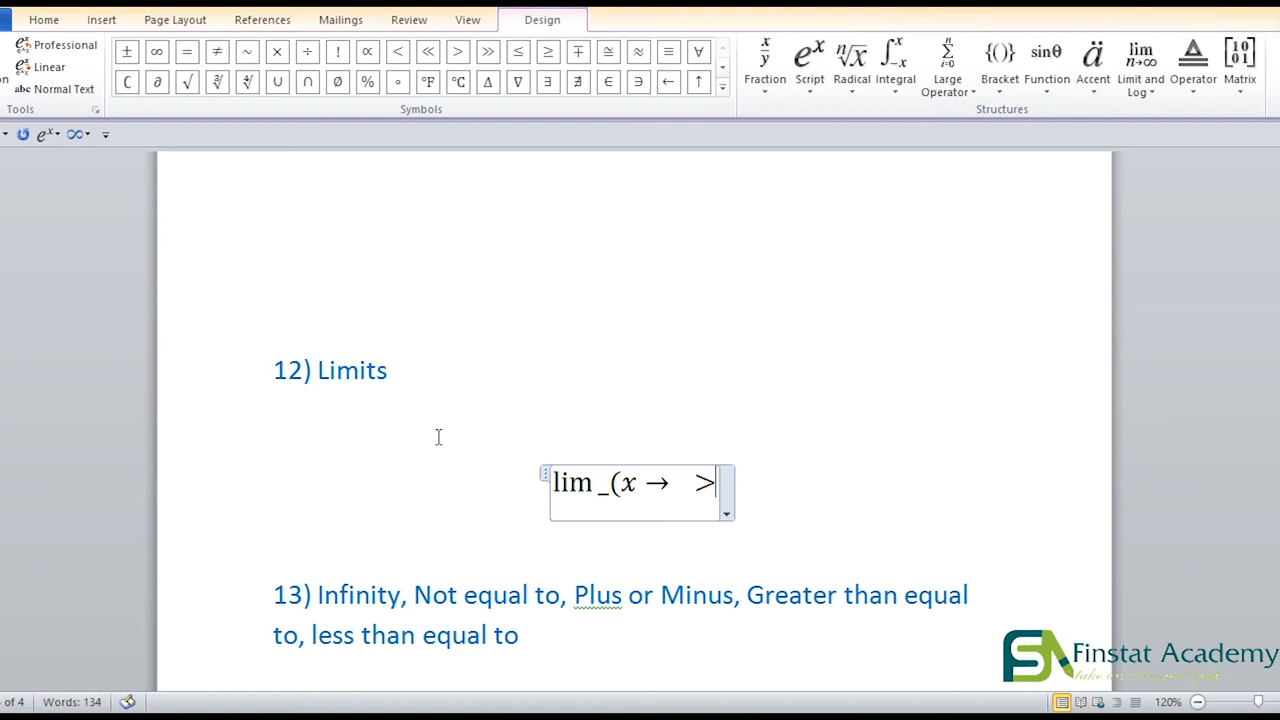 Home Insert Page Layout References Mailings Review View Design
Professional
Linear
abc Normal Text
± ∞ = ≠ ~ × ÷ ! ∝ < ≪ > ≫ ≤ ≥ ∓ ≅ ≈ ≡ ∀
∁ ∂ √ ∛ ∜ ∪ ∩ ∅ % ° °F °C ∆ ∇ ∃ ∄ ∈ ∋ ← ↑
Fraction Script Radical Integral Large Operator Bracket Function Accent Limit and Log Operator Matrix
Tools Symbols Structures
12) Limits
lim _(x → >
13) Infinity, Not equal to, Plus or Minus, Greater than equal
to, less than equal to
Finstat Academy
of 4 Words: 134 120%